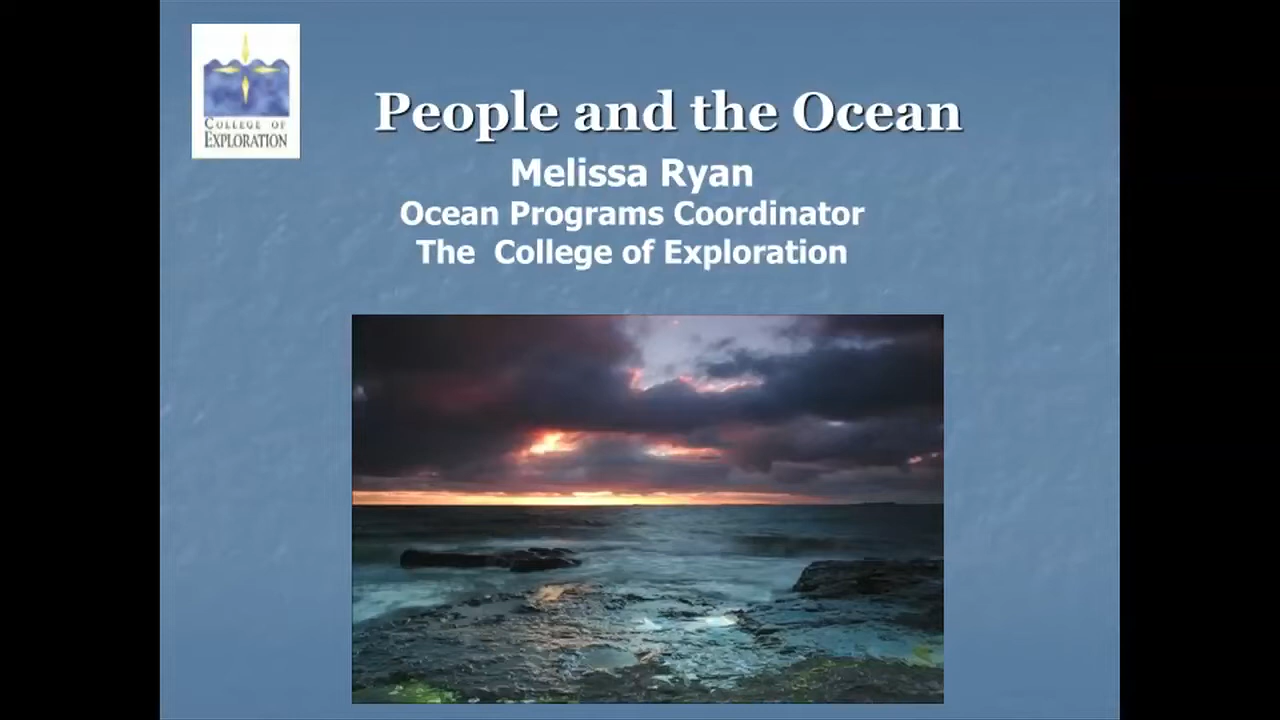 COLLEGE OF
EXPLORATION
People and the Ocean
Melissa Ryan
Ocean Programs Coordinator
The College of Exploration